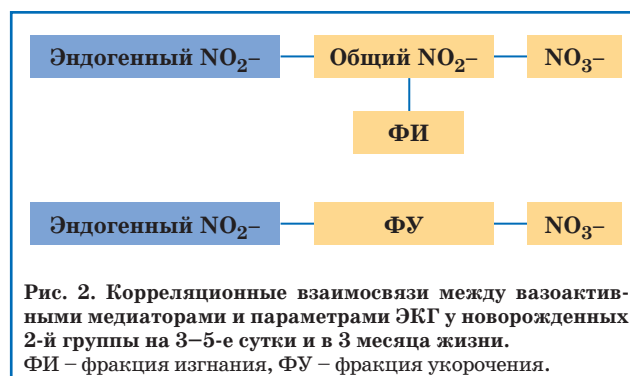 Эндогенный NO₂– Общий NO₂– NO₃–
ФИ
Эндогенный NO₂– ФУ NO₃–
Рис. 2. Корреляционные взаимосвязи между вазоактив-
ными медиаторами и параметрами ЭКГ у новорожденных
2-й группы на 3–5-е сутки и в 3 месяца жизни.
ФИ – фракция изгнания, ФУ – фракция укорочения.